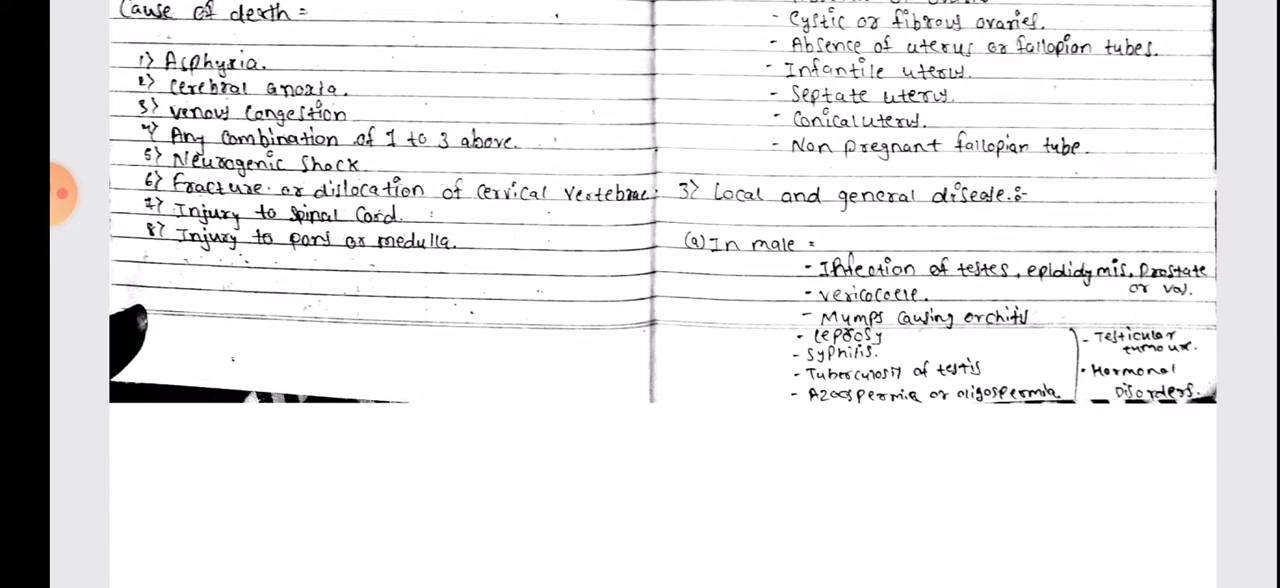 Cause of death =
1) Asphyxia.
2) Cerebral anoxia.
3) Venous congestion
4) Any combination of 1 to 3 above.
5) Neurogenic shock
6) Fracture or dislocation of cervical vertebrae.
7) Injury to spinal cord.
8) Injury to pons or medulla.
- Cystic or fibrous ovaries.
- Absence of uterus or fallopian tubes.
- Infantile uterus.
- Septate uterus.
- Conical uterus.
- Non pregnant fallopian tube.
3) Local and general disease.:-
(a) In male =
- Infection of testes, epididymis, prostate
or vas.
- Vericocele.
- Mumps causing orchitis
- Leprosy
- Syphilis.
- Tuberculosis of testis
- Azoospermia or oligospermia
- Testicular
tumour.
- Hormonal
Disorders.